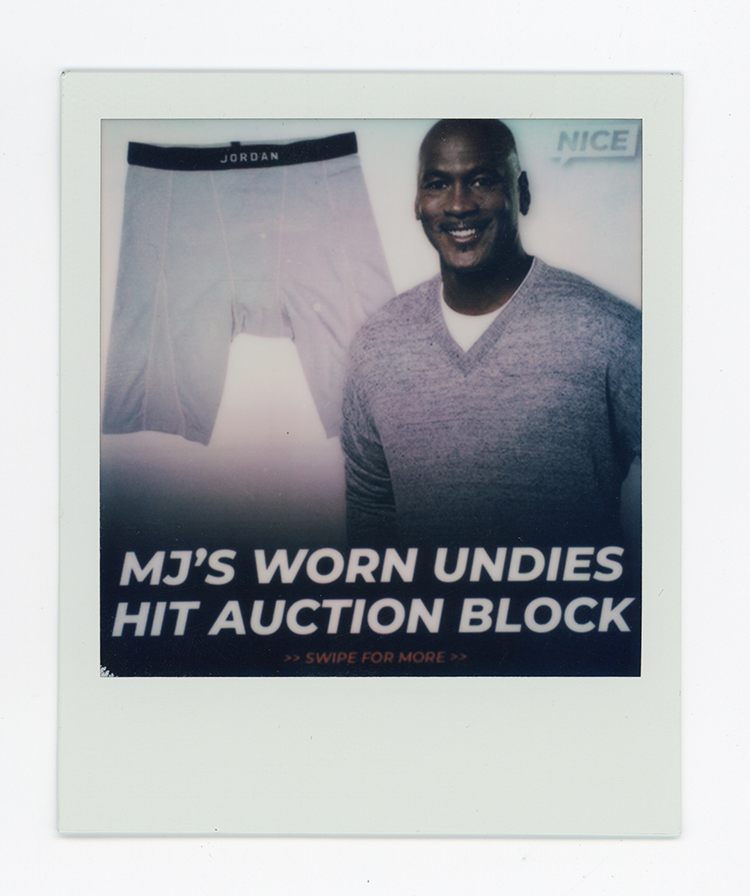 JORDAN
NICE
MJ'S WORN UNDIES
HIT AUCTION BLOCK
>> SWIPE FOR MORE >>